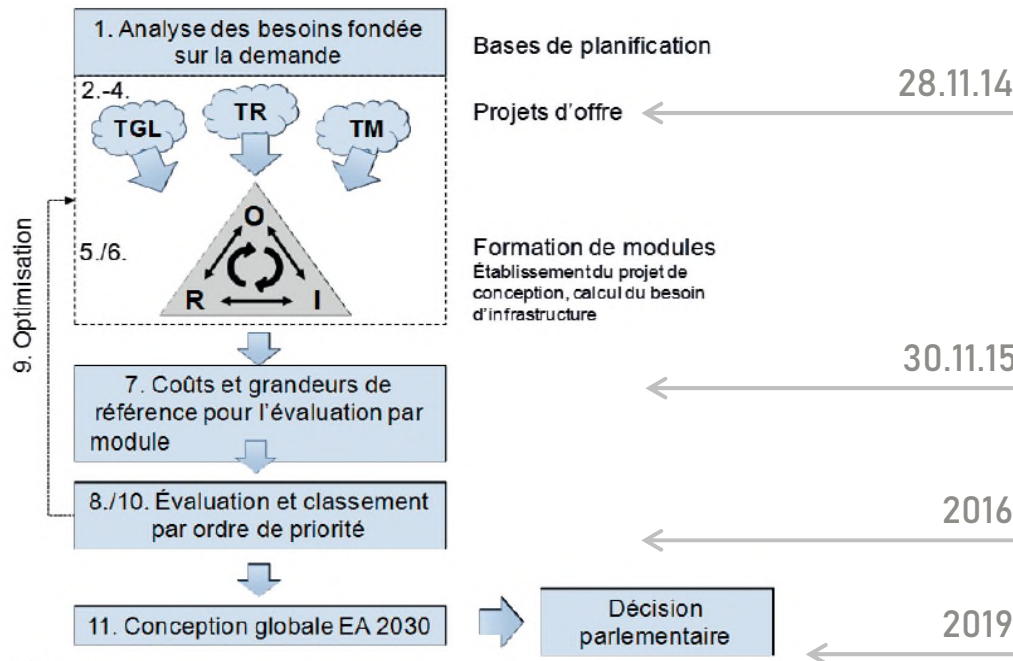 1. Analyse des besoins fondée
sur la demande
Bases de planification
28.11.14
2.-4.
TGL
TR
TM
Projets d'offre
5./6.
O
R
I
Formation de modules
Établissement du projet de
conception, calcul du besoin
d'infrastructure
9. Optimisation
30.11.15
7. Coûts et grandeurs de
référence pour l'évaluation par
module
8./10. Évaluation et classement
par ordre de priorité
2016
11. Conception globale EA 2030
Décision
parlementaire
2019